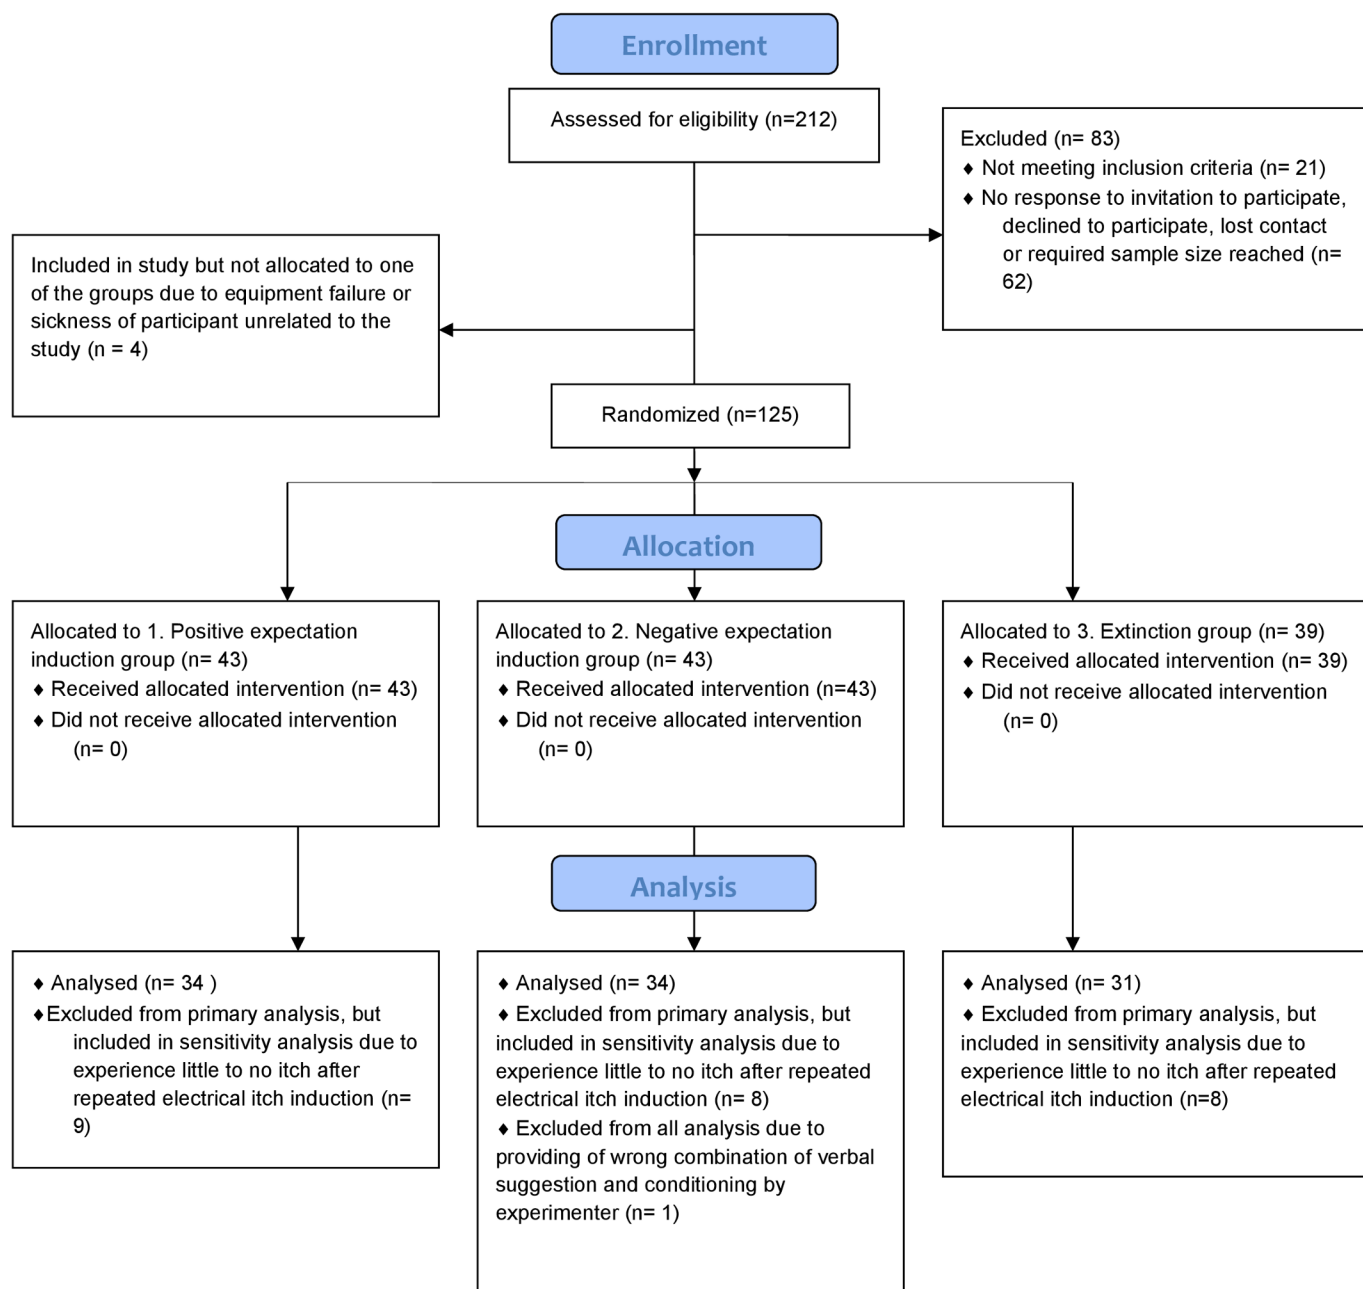 Enrollment
Assessed for eligibility (n=212)
Excluded (n= 83)
♦ Not meeting inclusion criteria (n= 21)
♦ No response to invitation to participate,
declined to participate, lost contact
or required sample size reached (n=
62)
Included in study but not allocated to one
of the groups due to equipment failure or
sickness of participant unrelated to the
study (n = 4)
Randomized (n=125)
Allocation
Allocated to 1. Positive expectation
induction group (n= 43)
♦ Received allocated intervention (n= 43)
♦ Did not receive allocated intervention
(n= 0)
Allocated to 2. Negative expectation
induction group (n= 43)
♦ Received allocated intervention (n=43)
♦ Did not receive allocated intervention
(n= 0)
Allocated to 3. Extinction group (n= 39)
♦ Received allocated intervention (n= 39)
♦ Did not receive allocated intervention
(n= 0)
Analysis
♦ Analysed (n= 34 )
♦Excluded from primary analysis, but
included in sensitivity analysis due to
experience little to no itch after
repeated electrical itch induction (n=
9)
♦ Analysed (n= 34)
♦ Excluded from primary analysis, but
included in sensitivity analysis due to
experience little to no itch after repeated
electrical itch induction (n= 8)
♦ Excluded from all analysis due to
providing of wrong combination of verbal
suggestion and conditioning by
experimenter (n= 1)
♦ Analysed (n= 31)
♦ Excluded from primary analysis, but
included in sensitivity analysis due to
experience little to no itch after repeated
electrical itch induction (n=8)